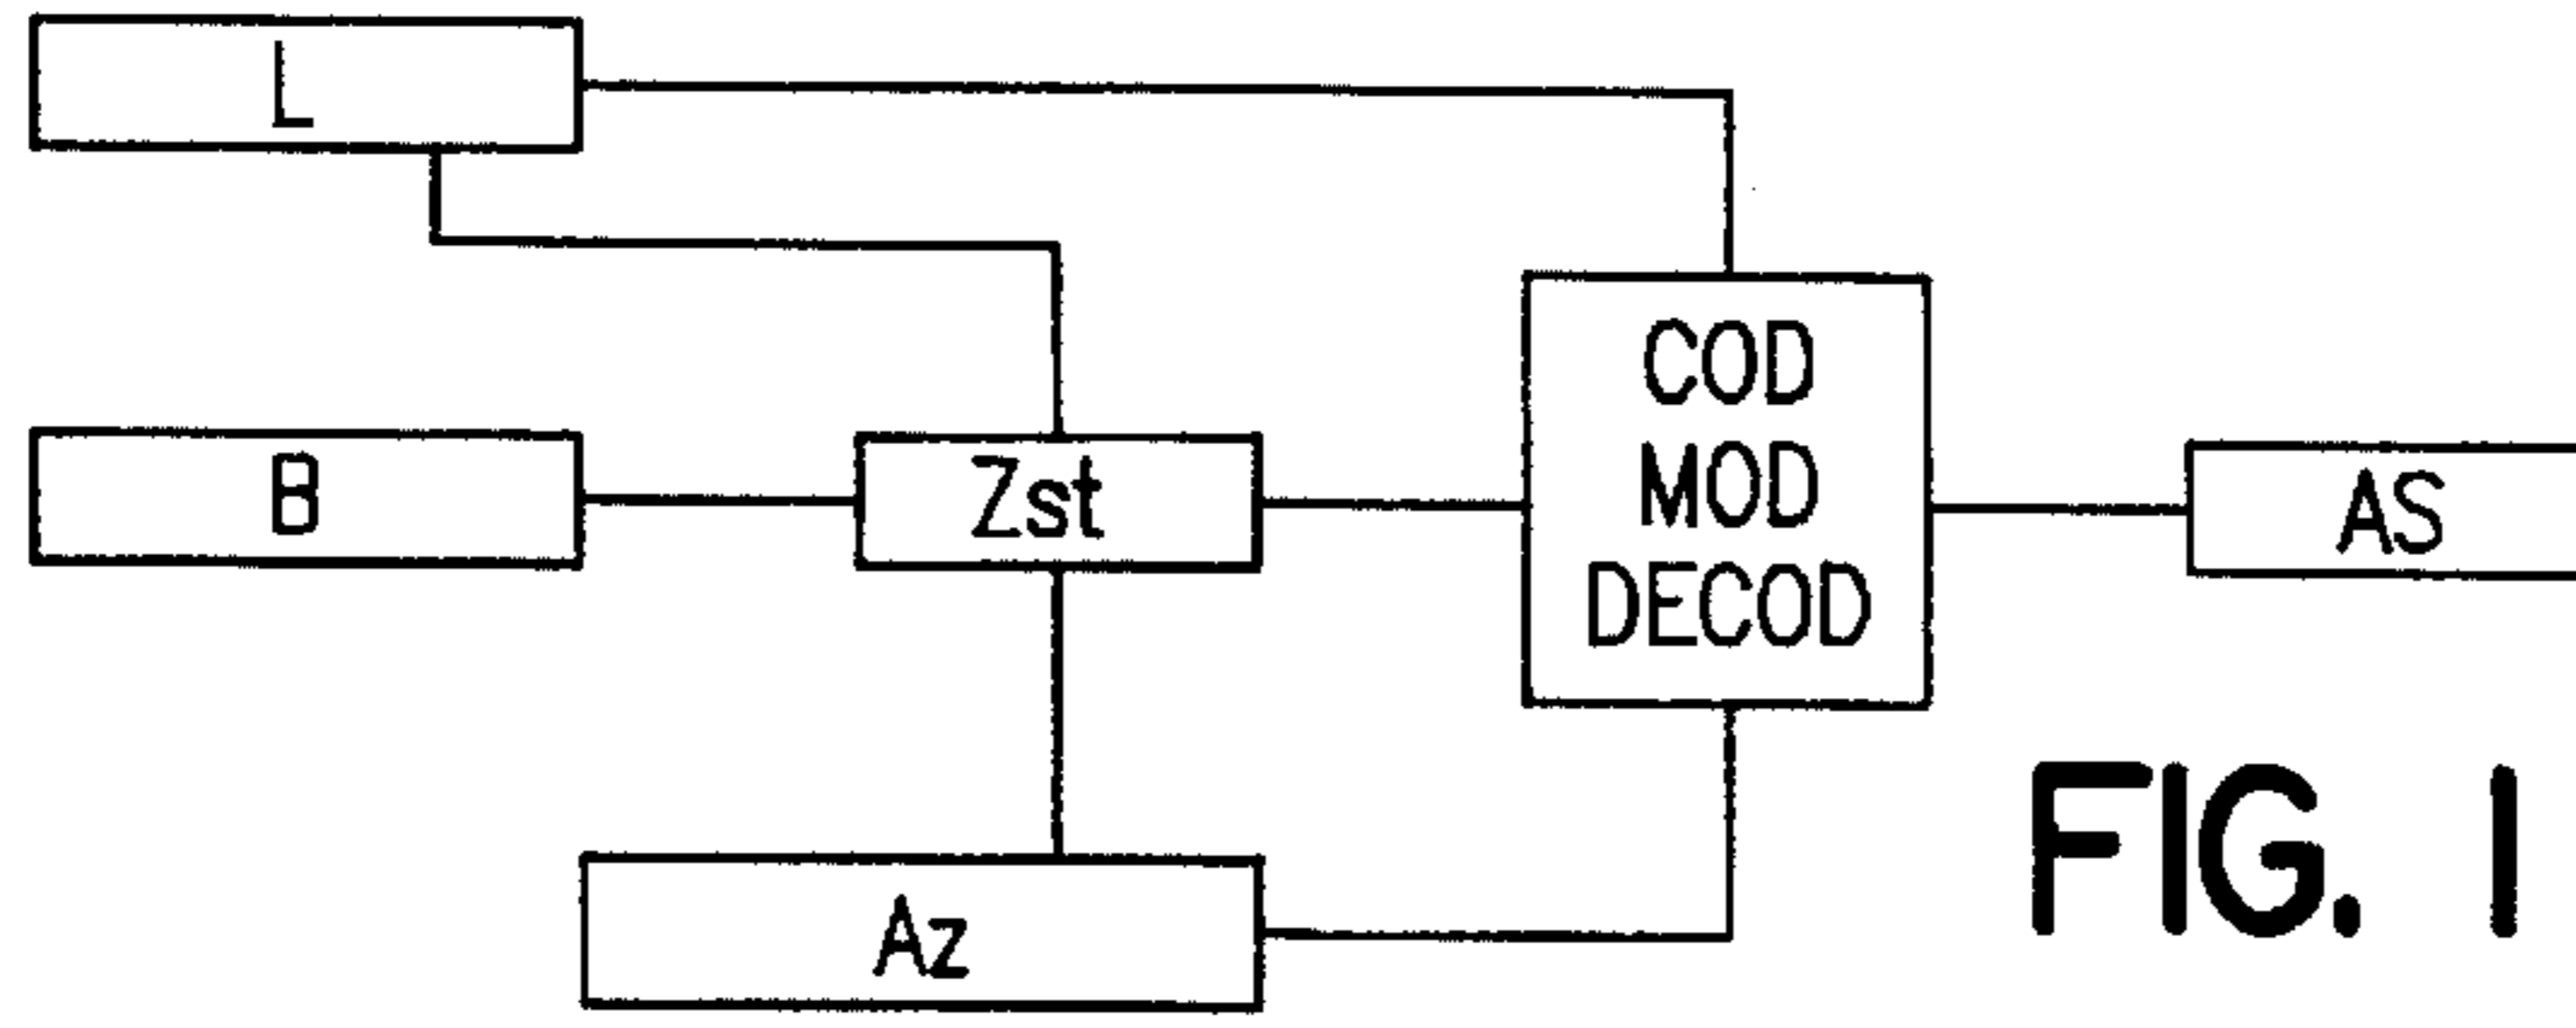 L
COD
MOD
DECOD
B
Zst
AS
Az
FIG. 1